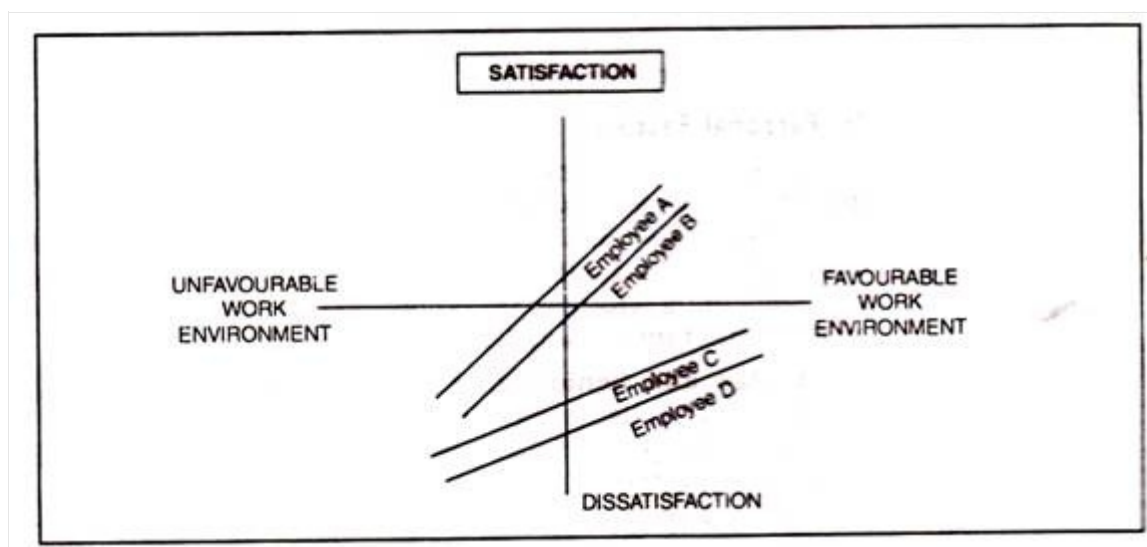 SATISFACTION
Employee A
Employee B
UNFAVOURABLE
WORK
ENVIRONMENT
FAVOURABLE
WORK
ENVIRONMENT
Employee C
Employee D
DISSATISFACTION